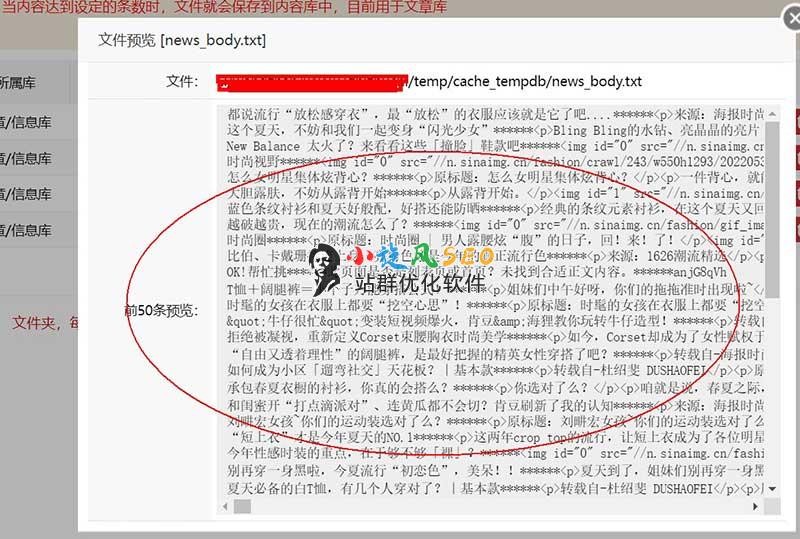 当内容达到设定的条数时，文件就会保存到内容库中，目前用于文章库
文件预览 [news_body.txt]
所属库
文件：
/temp/cache_tempdb/news_body.txt
章/信息库
章/信息库
章/信息库
章/信息库
文件夹，每
前50条预览：
都说流行“放松感穿衣”，最“放松”的衣服应该就是它了吧....******<p>来源：海报时尚
这个夏天，不妨和我们一起变身“闪光少女”******<p>Bling Bling的水钻、亮晶晶的亮片
New Balance 太火了？来看看这些「撞脸」鞋款吧******<img id="0" src="//n.sinaimg.cn
时尚视野******<img id="0" src="//n.sinaimg.cn/fashion/crawl/243/w550h1293/2022053
怎么女明星集体炫背心？******<p>原标题：怎么女明星集体炫背心？</p><p>一件背心，就
大胆露肤，不妨从露背开始******<p>从露背开始。</p><img id="1" src="//n.sinaimg.cn/
蓝色条纹衬衫和夏天好般配，好搭还能防晒******<p>经典的条纹元素衬衫，在这个夏天又回
越破越贵，现在的潮流怎么了？******<img id="0" src="//n.sinaimg.cn/fashion/gif_ima
时尚圈******<p>原标题：时尚圈 | 男人露腰炫“腹”的日子，回！来！了！</p><img id="
比伯、卡戴珊
正流行色******<p>来源：1626潮流精选</p>
OK!帮忙挑
页面是否
列表页或首页？未找到合适正文内容。******anjG8qVh
T恤＋阔腿裤＝
<p>姐妹们中午好呀，你们的拖拖准时出现啦~</
时髦的女孩在衣服上都要“挖空心思”！******<p>原标题：时髦的女孩在衣服上都要“挖空
&quot;牛仔很忙&quot;变装短视频爆火，肯豆&amp;海狸教你玩转牛仔造型！******<p>转载自
拒绝被凝视，重新定义Corset束腰胸衣时尚美学******<p>如今，Corset却成为了女性赋权于
“自由又透着理性”的阔腿裤，是最好把握的精英女性穿搭了吧？******<p>转载自-海报时尚
如何成为小区「遛弯社交」天花板？｜基本款******<p>转载自-杜绍斐 DUSHAOFEI</p><p>原
承包春夏衣橱的衬衫，你真的会搭么？******<p>你选对了么？</p><p>咱就是说，春夏之际，
和闺蜜开“打点滴派对”、连黄瓜都不会切？肯豆刷新了我的认知******<p>来源：海报时尚
刘畊宏女孩~你们的运动装选对了么？******<p>原标题：刘畊宏女孩~你们的运动装选对了么
“短上衣”才是今年夏天的NO.1******<p>这两年crop top的流行，让短上衣成为了各位明星
今年性感时装的重点，在于够不够「裸」？******<img id="0" src="//n.sinaimg.cn/fashi
别再穿一身黑啦，今夏流行“初恋色”，美呆！！******<p>夏天到了，姐妹们别再穿一身黑
夏天必备的白T恤，有几个人穿对了？｜基本款******<p>转载自-杜绍斐 DUSHAOFEI</p><p>
小旋风SEO
站群优化软件